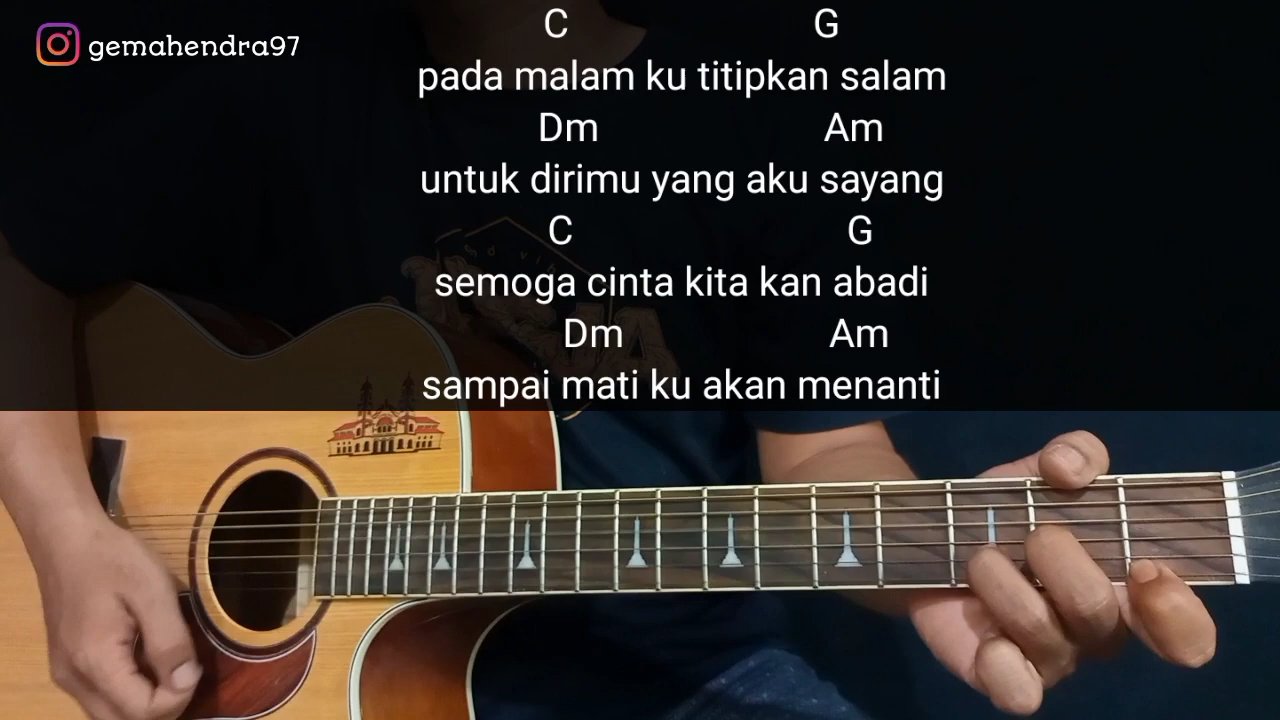 gemahendra97
C G
pada malam ku titipkan salam
Dm Am
untuk dirimu yang aku sayang
C G
semoga cinta kita kan abadi
Dm Am
sampai mati ku akan menanti